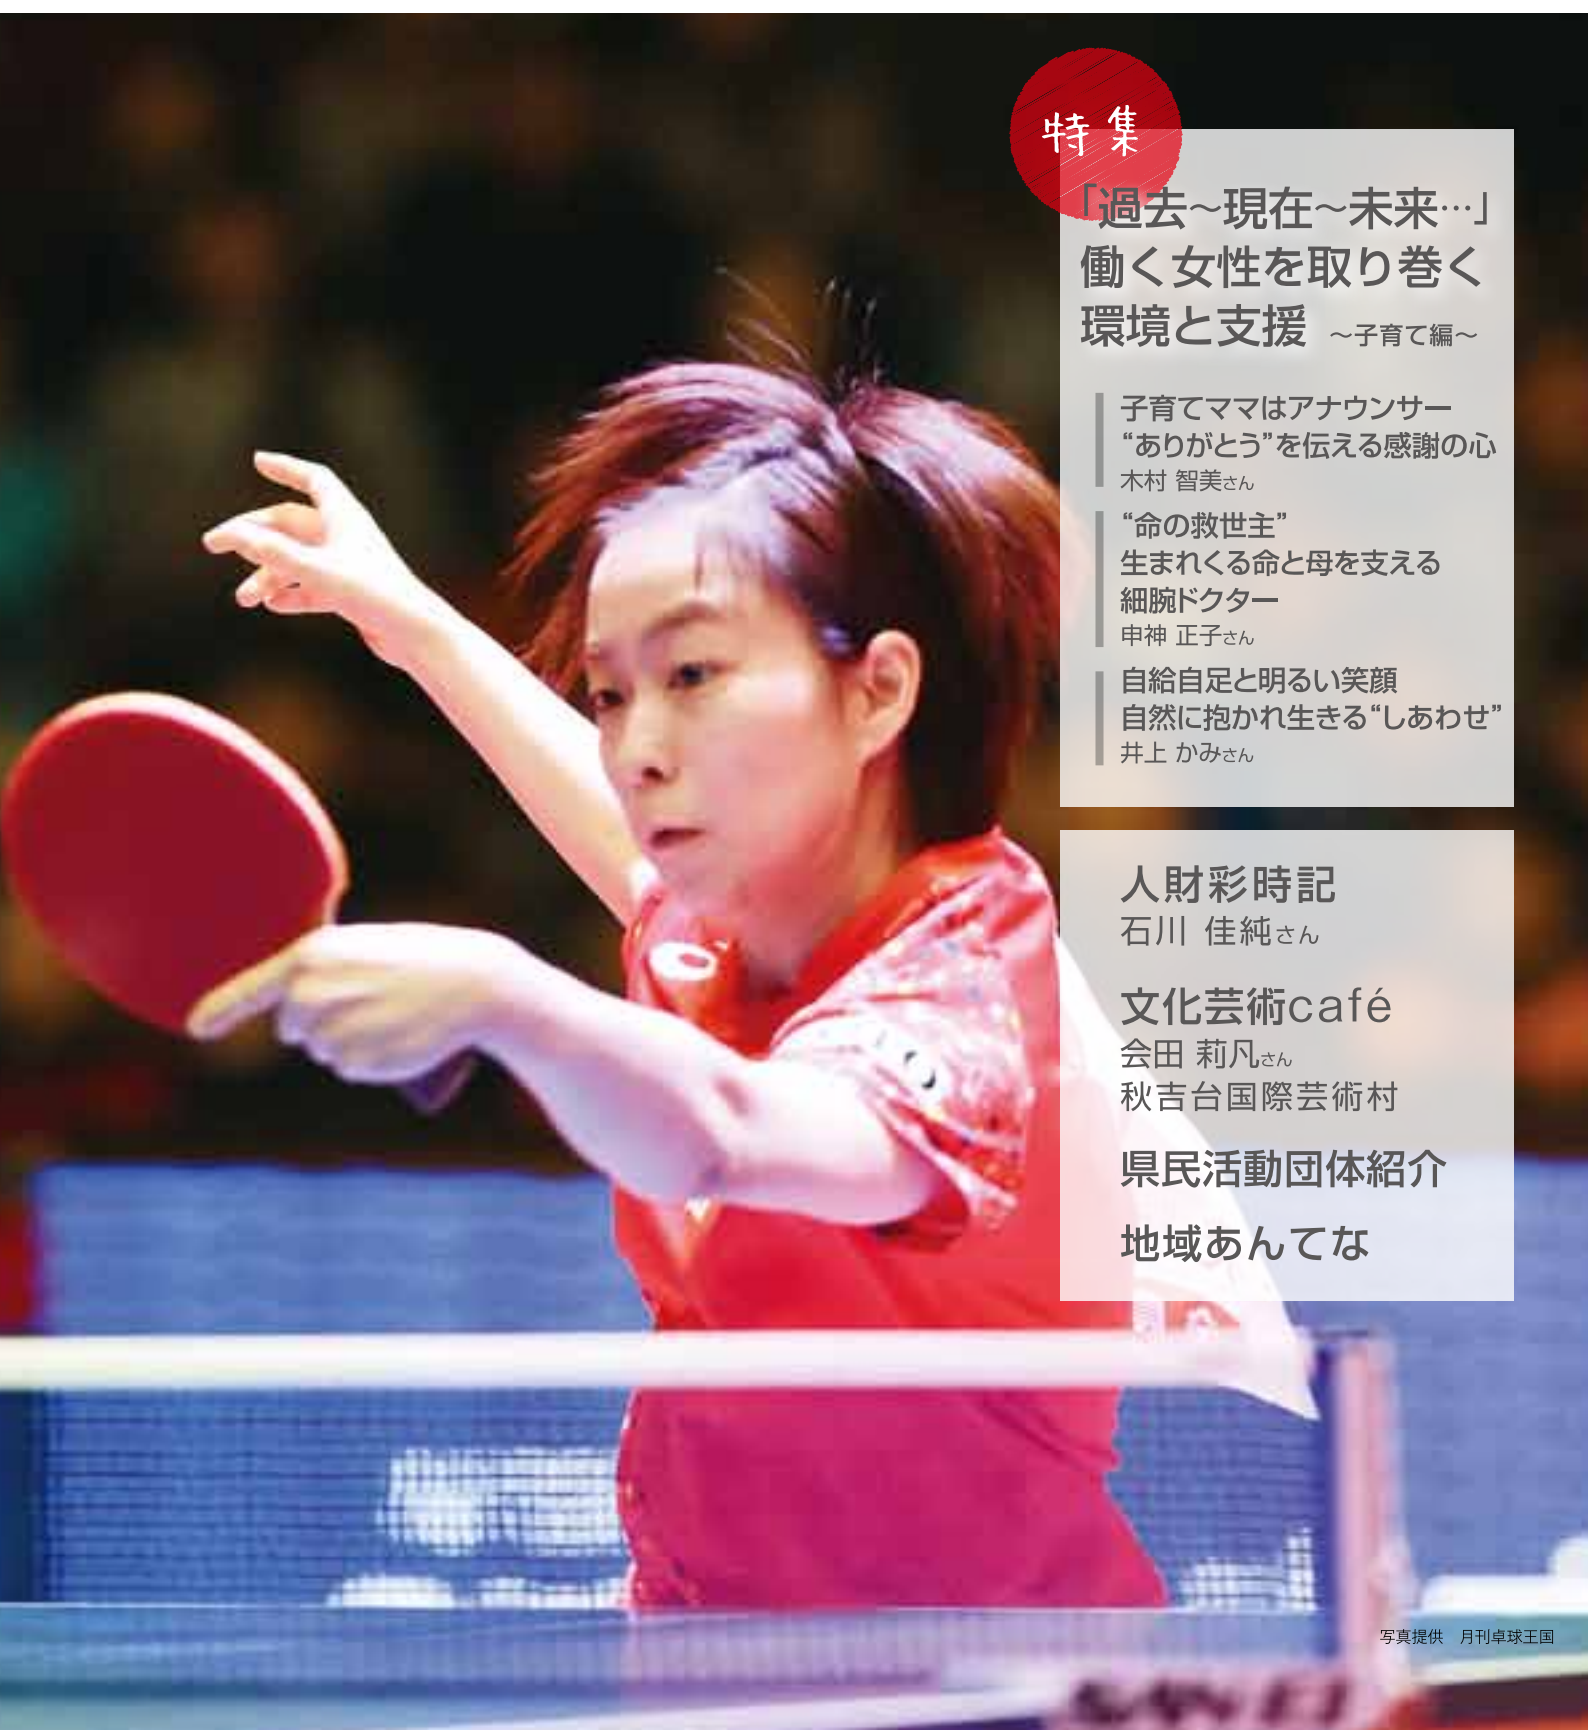 特集
「過去～現在～未来…」
働く女性を取り巻く
環境と支援 ～子育て編～
子育てママはアナウンサー
“ありがとう”を伝える感謝の心
木村 智美さん
“命の救世主”
生まれくる命と母を支える
細腕ドクター
申神 正子さん
自給自足と明るい笑顔
自然に抱かれ生きる“しあわせ”
井上 かみさん
人財彩時記
石川 佳純さん
文化芸術café
会田 莉凡さん
秋吉台国際芸術村
県民活動団体紹介
地域あんてな
写真提供　月刊卓球王国